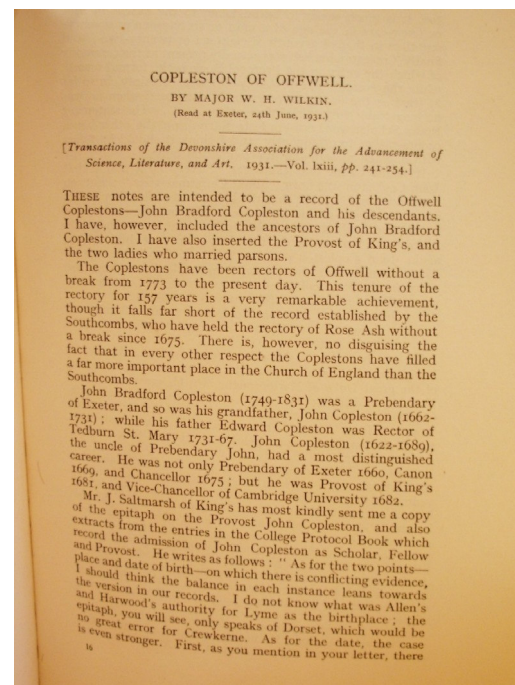 COPLESTON OF OFFWELL.
BY MAJOR W. H. WILKIN.
(Read at Exeter, 24th June, 1931.)
[Transactions of the Devonshire Association for the Advancement of
Science, Literature, and Art. 1931.—Vol. lxiii, pp. 241-254.]
THESE notes are intended to be a record of the Offwell
Coplestons—John Bradford Copleston and his descendants.
I have, however, included the ancestors of John Bradford
Copleston. I have also inserted the Provost of King's, and
the two ladies who married parsons.
The Coplestons have been rectors of Offwell without a
break from 1773 to the present day. This tenure of the
rectory for 157 years is a very remarkable achievement,
though it falls far short of the record established by the
Southcombs, who have held the rectory of Rose Ash without
a break since 1675. There is, however, no disguising the
fact that in every other respect the Coplestons have filled
a far more important place in the Church of England than the
Southcombs.
John Bradford Copleston (1749-1831) was a Prebendary
of Exeter, and so was his grandfather, John Copleston (1662-
1731); while his father Edward Copleston was Rector of
Tedburn St. Mary 1731-67. John Copleston (1622-1689),
the uncle of Prebendary John, had a most distinguished
career. He was not only Prebendary of Exeter 1660, Canon
1669, and Chancellor 1675; but he was Provost of King's
1681, and Vice-Chancellor of Cambridge University 1682.
Mr. J. Saltmarsh of King's has most kindly sent me a copy
of the epitaph on the Provost John Copleston, and also
extracts from the entries in the College Protocol Book which
record the admission of John Copleston as Scholar, Fellow
and Provost. He writes as follows: "As for the two points—
place and date of birth—on which there is conflicting evidence,
I should think the balance in each instance leans towards
the version in our records. I do not know what was Allen's
and Harwood's authority for Lyme as the birthplace; the
epitaph, you will see, only speaks of Dorset, which would be
no great error for Crewkerne. As for the date, the case
is even stronger. First, as you mention in your letter, there
is